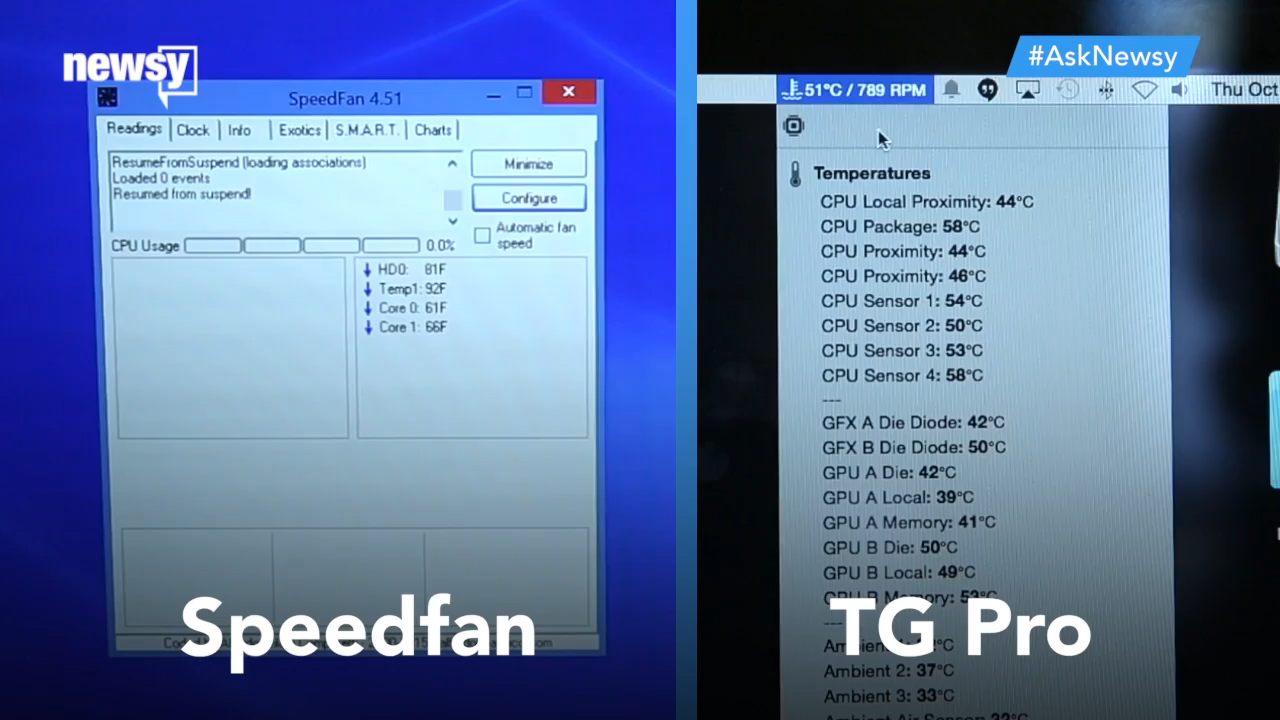 newsy
SpeedFan 4.51
Readings Clock Info Exotics S.M.A.R.T. Charts
ResumeFromSuspend (loading associations)
Loaded 0 events
Resumed from suspend!
Minimize
Configure
CPU Usage 0.0%
Automatic fan
speed
HD0: 81F
Temp1: 92F
Core 0: 61F
Core 1: 66F
Speedfan
#AskNewsy
51°C / 789 RPM Thu Oct
Temperatures
CPU Local Proximity: 44°C
CPU Package: 58°C
CPU Proximity: 44°C
CPU Proximity: 46°C
CPU Sensor 1: 54°C
CPU Sensor 2: 50°C
CPU Sensor 3: 53°C
CPU Sensor 4: 58°C
---
GFX A Die Diode: 42°C
GFX B Die Diode: 50°C
GPU A Die: 42°C
GPU A Local: 39°C
GPU A Memory: 41°C
GPU B Die: 50°C
GPU B Local: 49°C
GPU B Memory: 52°C
---
TG Pro
Ambient 2: 37°C
Ambient 3: 33°C